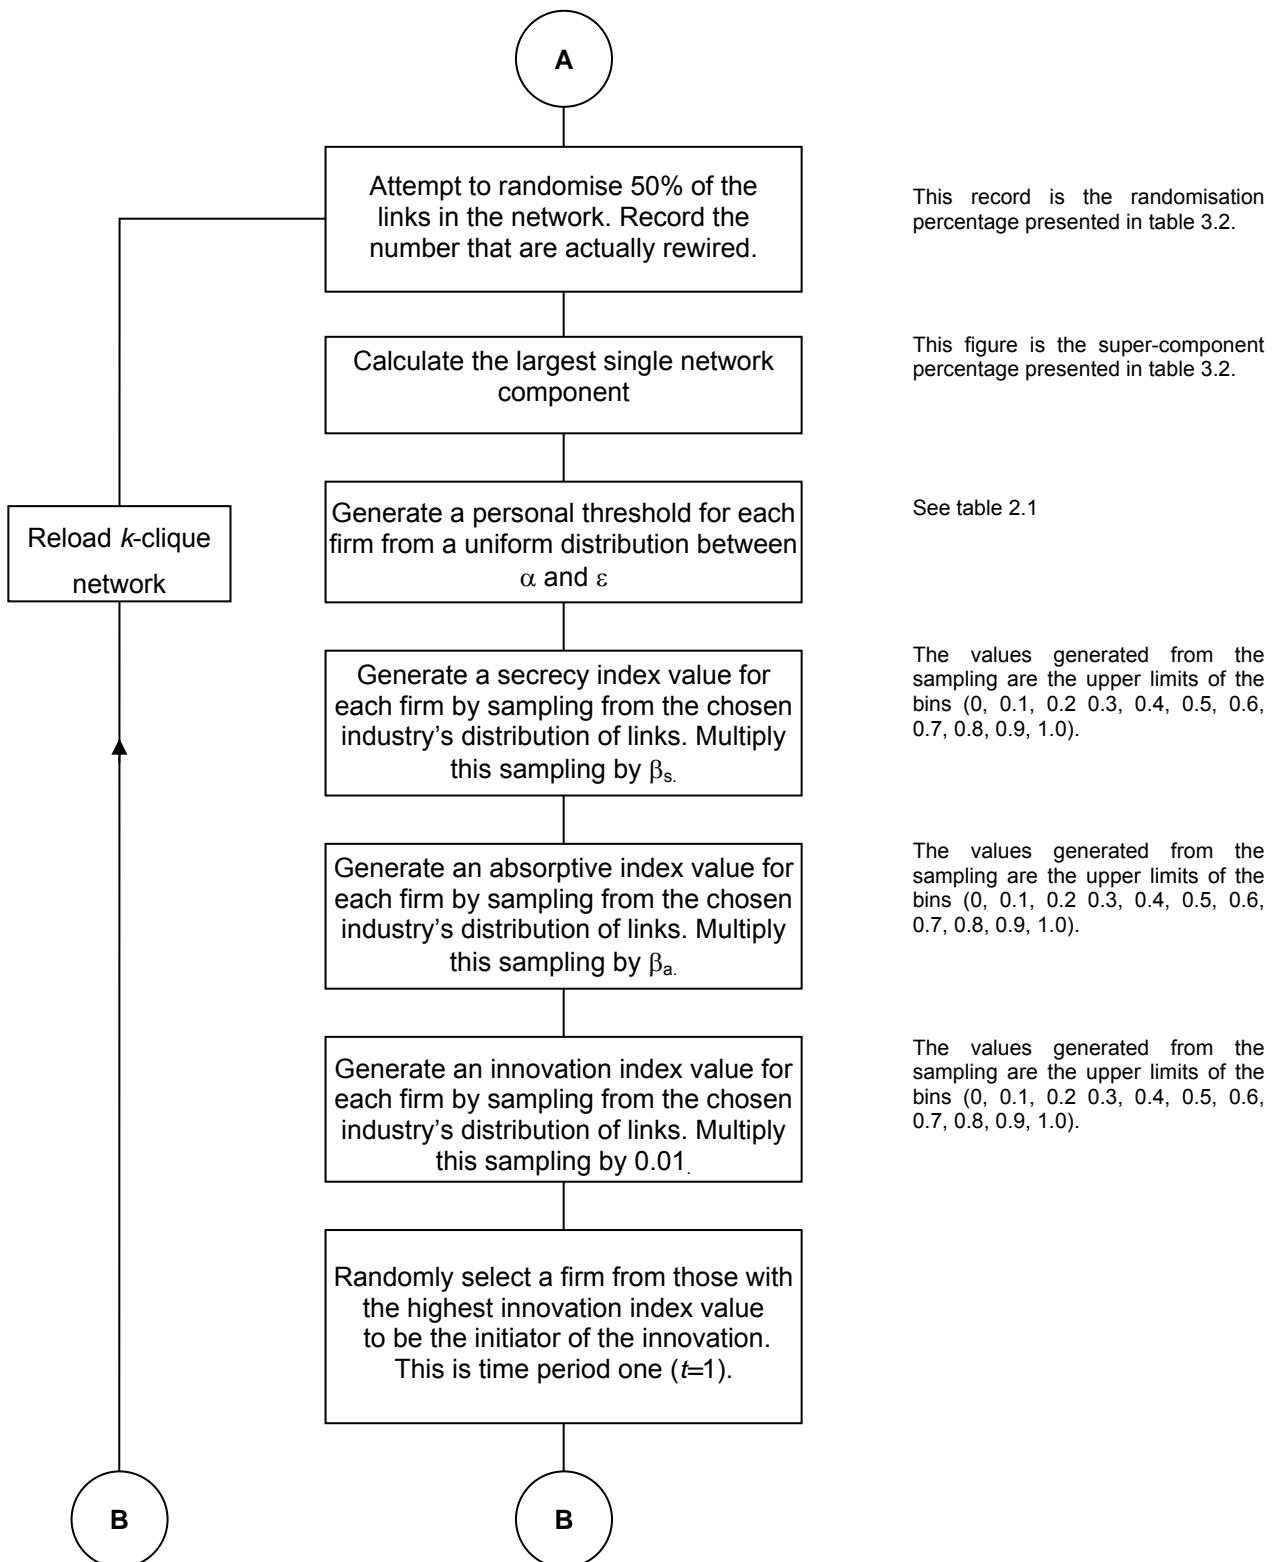 A
Attempt to randomise 50% of the
links in the network. Record the
number that are actually rewired.
This record is the randomisation
percentage presented in table 3.2.
Calculate the largest single network
component
This figure is the super-component
percentage presented in table 3.2.
Reload k-clique
network
Generate a personal threshold for each
firm from a uniform distribution between
α and ε
See table 2.1
Generate a secrecy index value for
each firm by sampling from the chosen
industry’s distribution of links. Multiply
this sampling by βs.
The values generated from the
sampling are the upper limits of the
bins (0, 0.1, 0.2 0.3, 0.4, 0.5, 0.6,
0.7, 0.8, 0.9, 1.0).
Generate an absorptive index value for
each firm by sampling from the chosen
industry’s distribution of links. Multiply
this sampling by βa.
The values generated from the
sampling are the upper limits of the
bins (0, 0.1, 0.2 0.3, 0.4, 0.5, 0.6,
0.7, 0.8, 0.9, 1.0).
Generate an innovation index value for
each firm by sampling from the chosen
industry’s distribution of links. Multiply
this sampling by 0.01.
The values generated from the
sampling are the upper limits of the
bins (0, 0.1, 0.2 0.3, 0.4, 0.5, 0.6,
0.7, 0.8, 0.9, 1.0).
Randomly select a firm from those with
the highest innovation index value
to be the initiator of the innovation.
This is time period one (t=1).
B
B